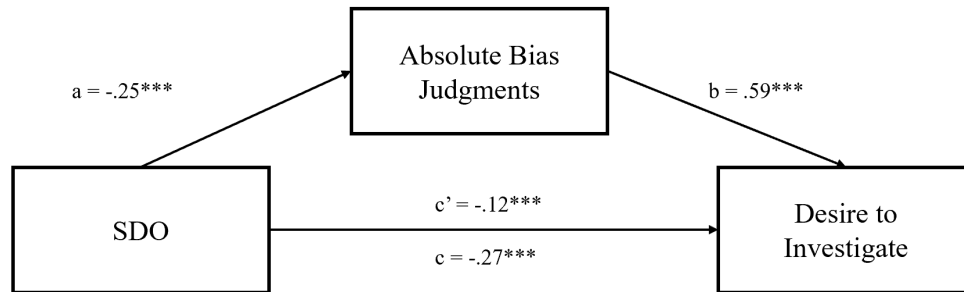 Absolute Bias
Judgments
a = -.25***
b = .59***
SDO
c’ = -.12***
c = -.27***
Desire to
Investigate